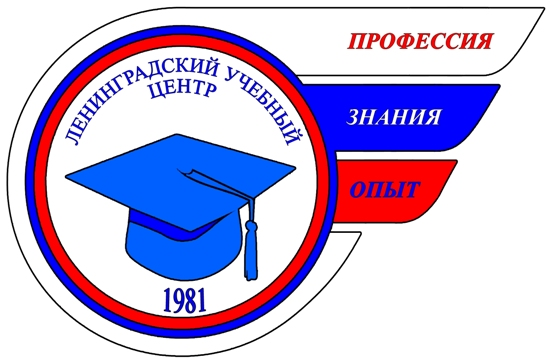 ЛЕНИНГРАДСКИЙ УЧЕБНЫЙ
ЦЕНТР
1981
ПРОФЕССИЯ
ЗНАНИЯ
ОПЫТ